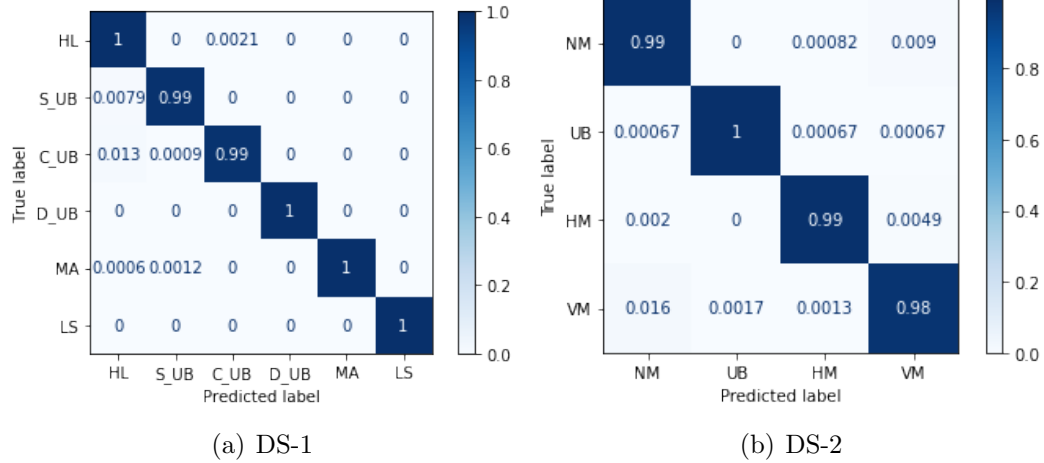 1.0
HL 1 0 0.0021 0 0 0
S_UB 0.0079 0.99 0 0 0 0
0.8
C_UB 0.013 0.0009 0.99 0 0 0
0.6
True label
D_UB 0 0 0 1 0 0
0.4
MA 0.0006 0.0012 0 0 1 0
0.2
LS 0 0 0 0 0 1
0.0
HL S_UB C_UB D_UB MA LS
Predicted label
(a) DS-1
NM 0.99 0 0.00082 0.009
0.8
UB 0.00067 1 0.00067 0.00067
0.6
True label
0.4
HM 0.002 0 0.99 0.0049
0.2
VM 0.016 0.0017 0.0013 0.98
0.0
NM UB HM VM
Predicted label
(b) DS-2